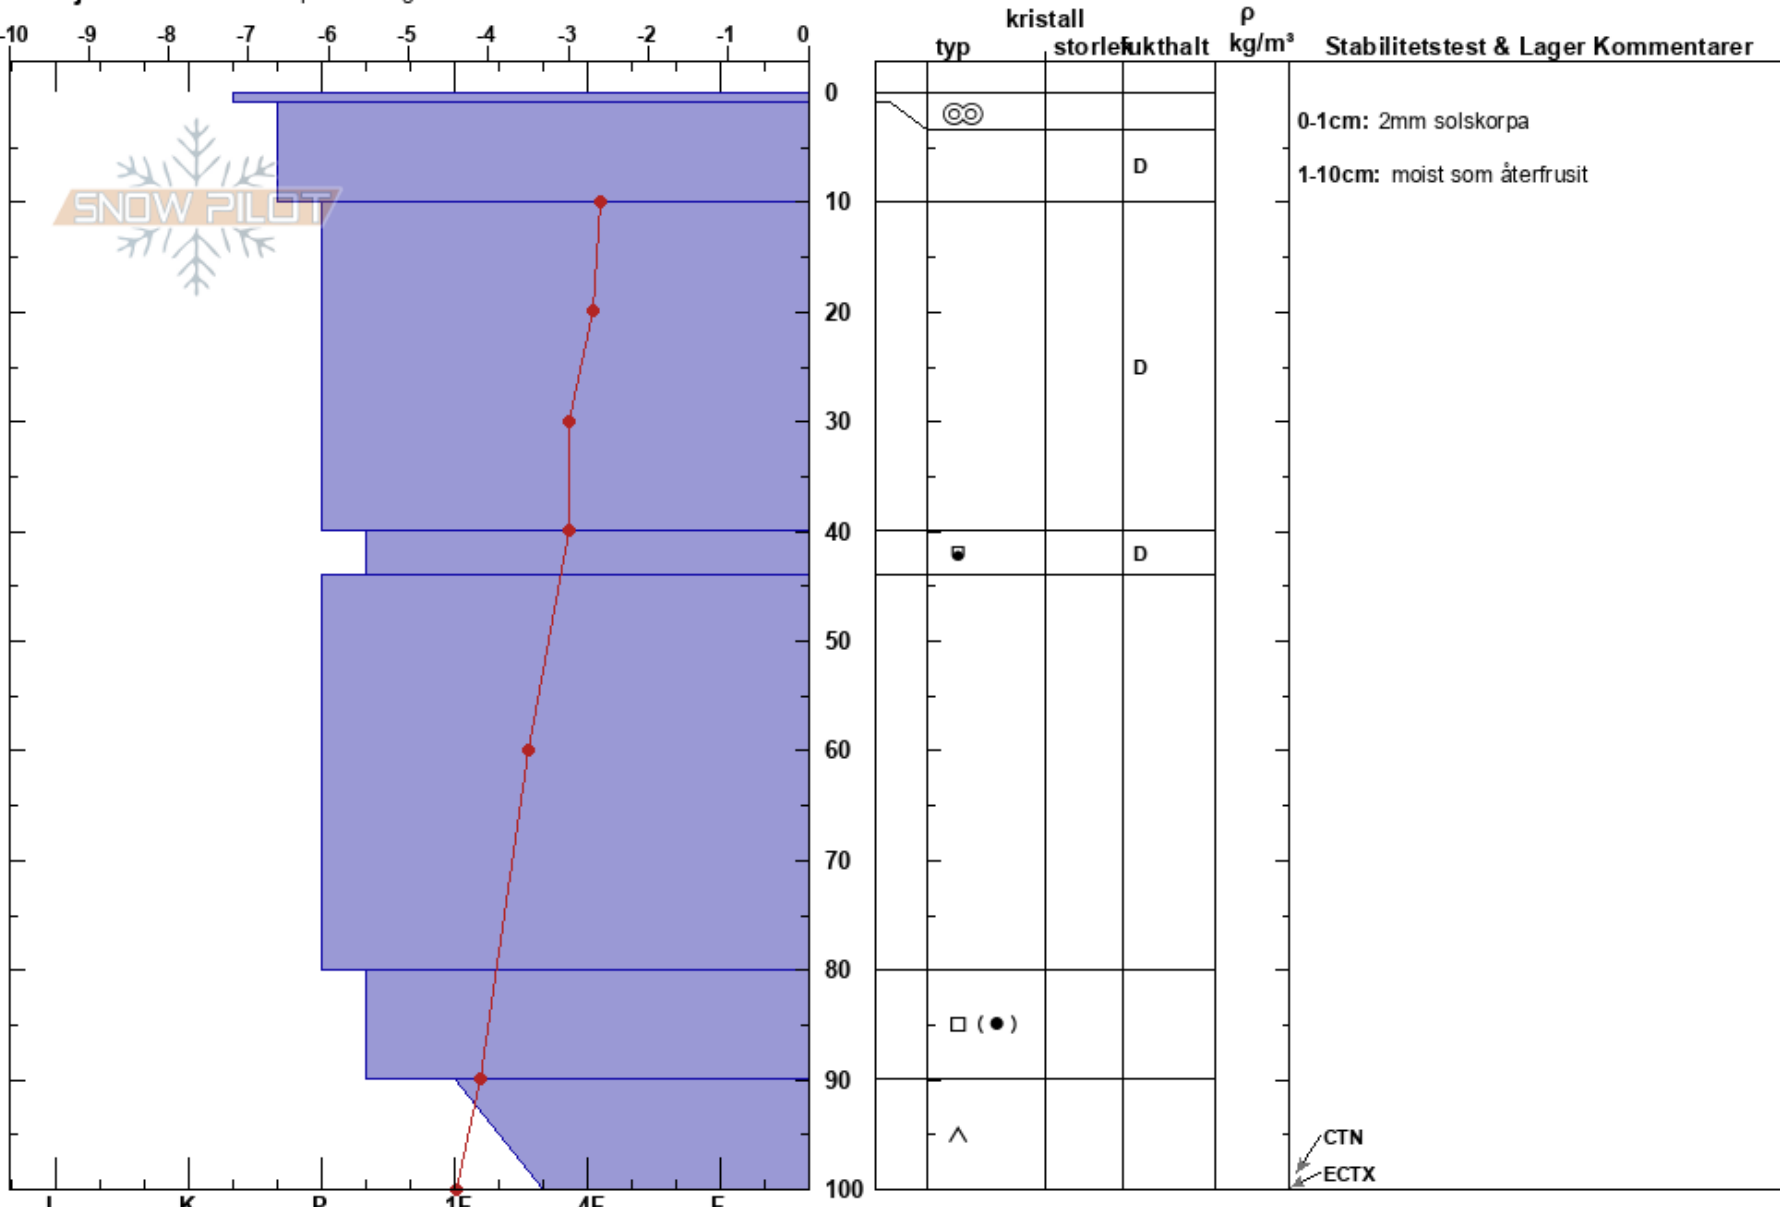 kristall ρ
-10 -9 -8 -7 -6 -5 -4 -3 -2 -1 0 typ storlek fukthalt kg/m³ Stabilitetstest & Lager Kommentarer
0
0-1cm: 2mm solskorpa
D
1-10cm: moist som återfrusit
SNOW PILOT
10
20
D
30
40
D
50
60
70
80
( )
90
CTN
ECTX
100
I K P 1F 4F F